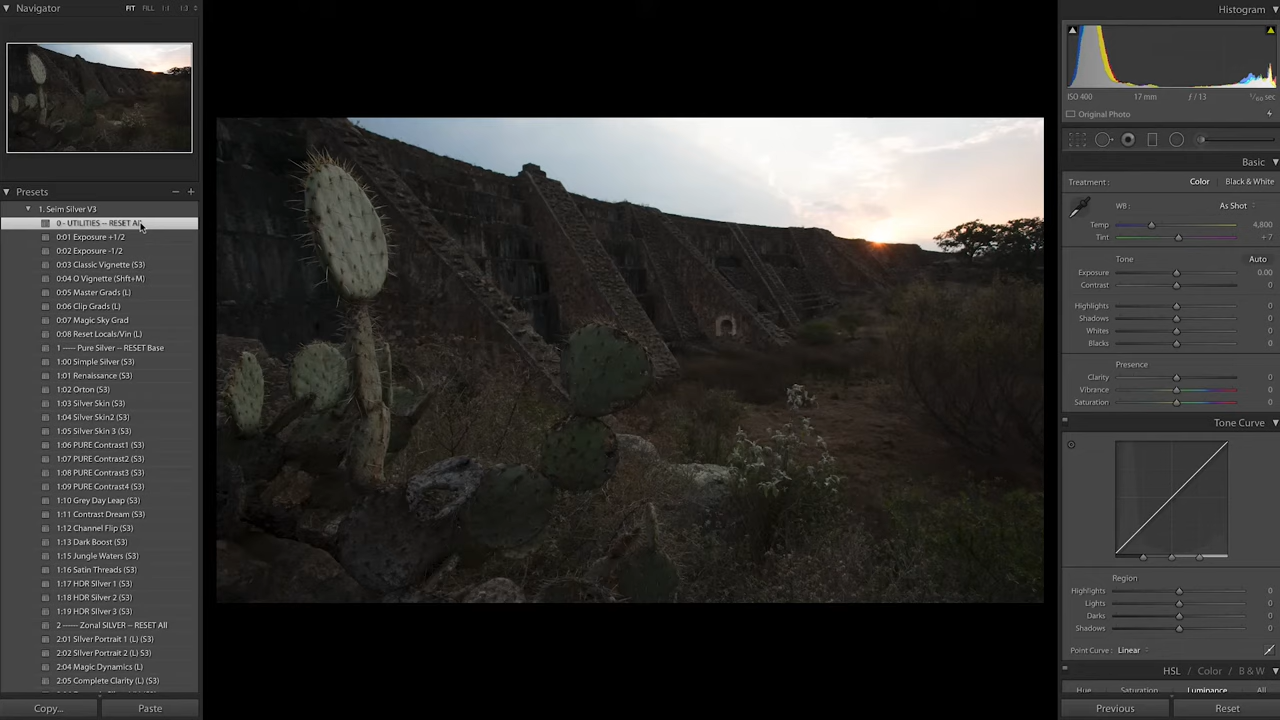 Navigator FIT FILL 1:1 1:3
Presets
1. Seim Silver V3
0 - UTILITIES -- RESET All
0:01 Exposure +1/2
0:02 Exposure -1/2
0:03 Classic Vignette (S3)
0:04 O Vignette (Shft+M)
0:05 Master Grads (L)
0:06 Clip Grads (L)
0:07 Magic Sky Grad
0:08 Reset Locals/Vin (L)
1 ----- Pure Silver -- RESET Base
1:00 Simple Silver (S3)
1:01 Renaissance (S3)
1:02 Orton (S3)
1:03 Silver Skin (S3)
1:04 Silver Skin2 (S3)
1:05 Silver Skin 3 (S3)
1:06 PURE Contrast1 (S3)
1:07 PURE Contrast2 (S3)
1:08 PURE Contrast3 (S3)
1:09 PURE Contrast4 (S3)
1:10 Grey Day Leap (S3)
1:11 Contrast Dream (S3)
1:12 Channel Flip (S3)
1:13 Dark Boost (S3)
1:15 Jungle Waters (S3)
1:16 Satin Threads (S3)
1:17 HDR SIlver 1 (S3)
1:18 HDR Silver 2 (S3)
1:19 HDR SIlver 3 (S3)
2 ------ Zonal SILVER -- RESET All
2:01 SIlver Portrait 1 (L) (S3)
2:02 SIlver Portrait 2 (L) S3)
2:04 Magic Dynamics (L)
2:05 Complete Clarity (L) (S3)
Copy... Paste
Histogram
ISO 400 17 mm ƒ / 13 1/60 sec
Original Photo
Basic
Treatment : Color Black & White
WB : As Shot
Temp 4,800
Tint +7
Tone Auto
Exposure 0.00
Contrast 0
Highlights 0
Shadows 0
Whites 0
Blacks 0
Presence
Clarity 0
Vibrance 0
Saturation 0
Tone Curve
Region
Highlights 0
Lights 0
Darks 0
Shadows 0
Point Curve : Linear
HSL / Color / B & W
Hue Saturation Luminance All
Previous Reset